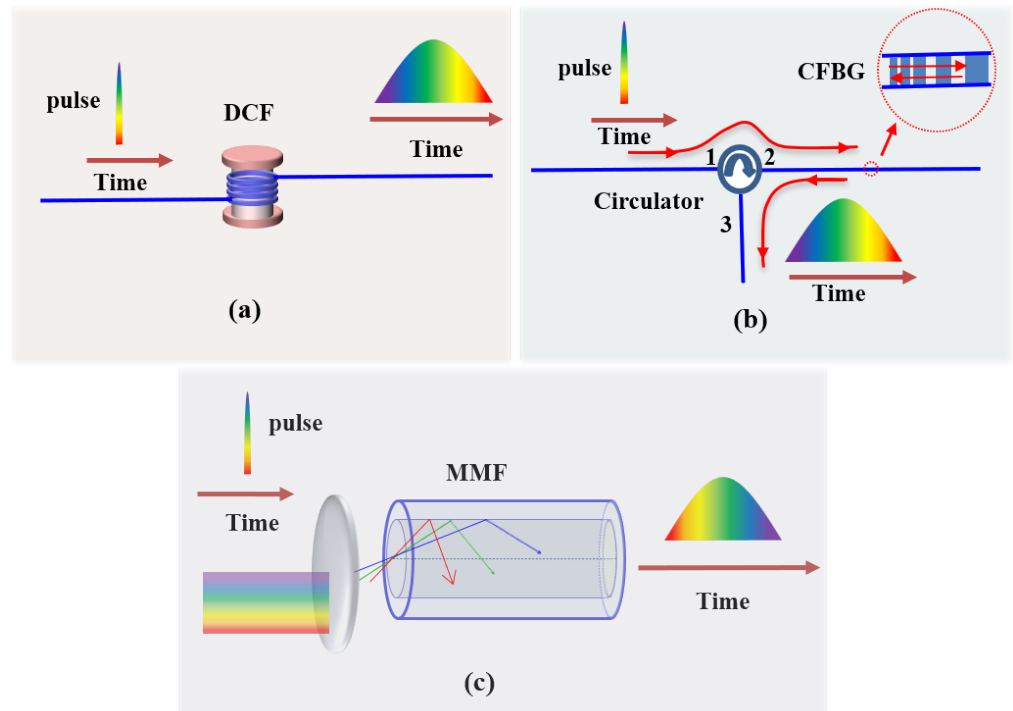 pulse
DCF
Time
Time
(a)
pulse
CFBG
Time
1
2
Circulator
3
Time
(b)
pulse
MMF
Time
Time
(c)